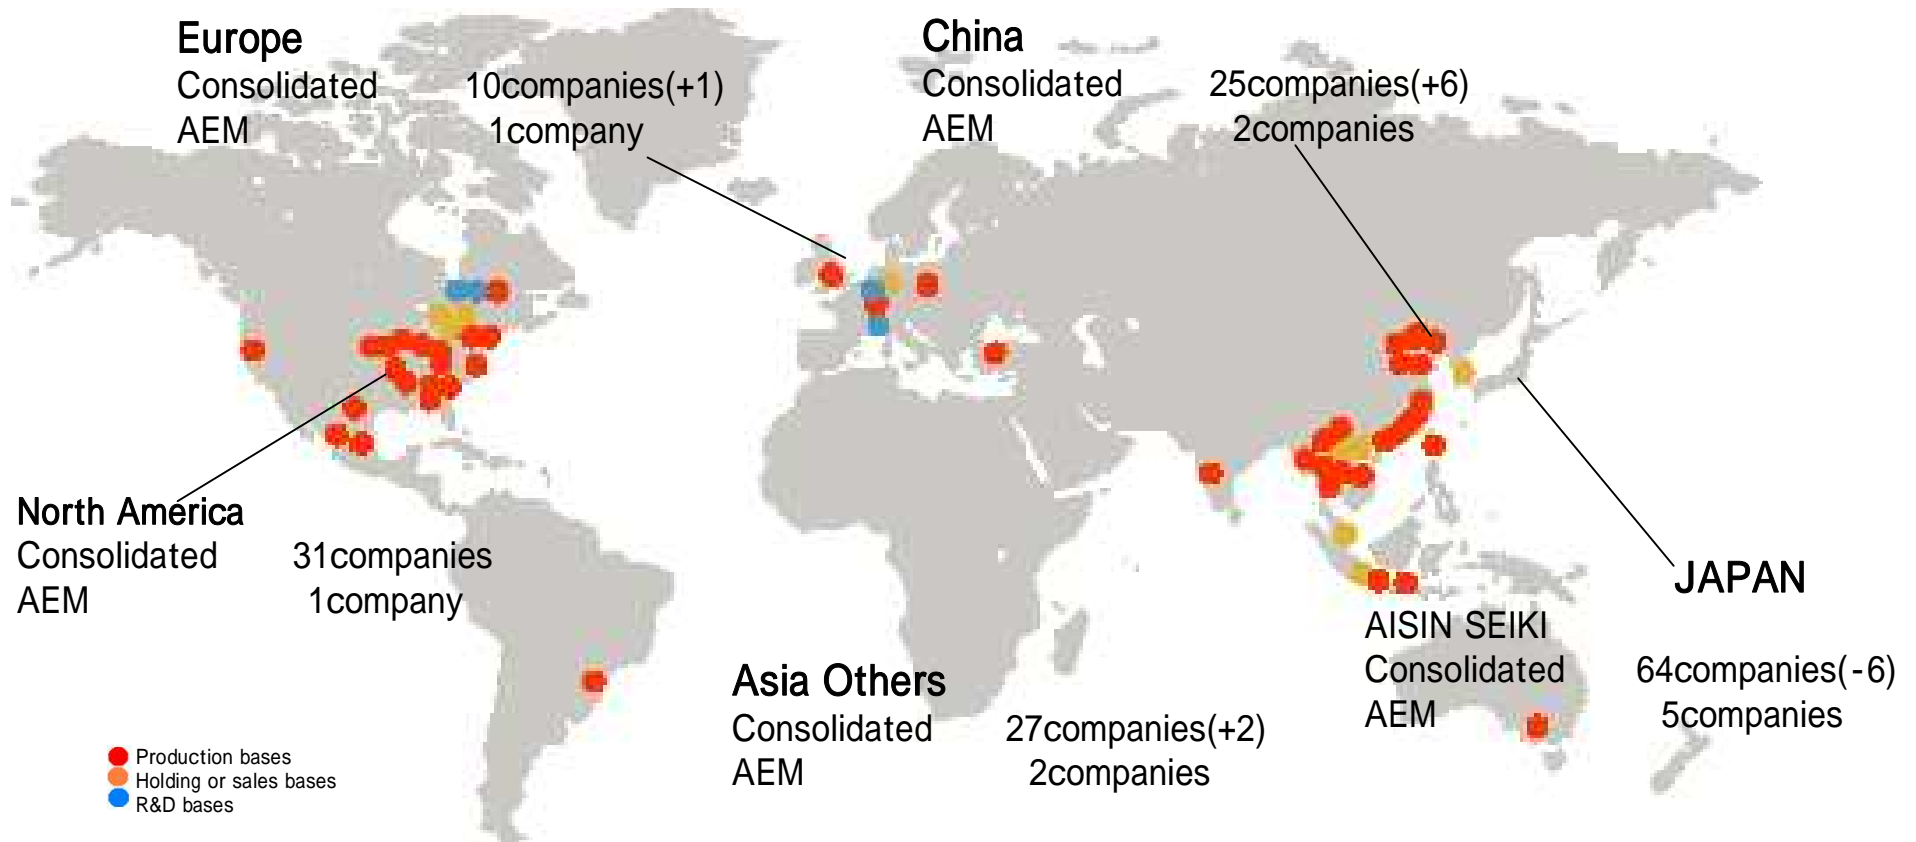 Europe
Consolidated 10companies(+1)
AEM 1company
China
Consolidated 25companies(+6)
AEM 2companies
North America
Consolidated 31companies
AEM 1company
JAPAN
AISIN SEIKI
Consolidated 64companies(-6)
AEM 5companies
Asia Others
Consolidated 27companies(+2)
AEM 2companies
Production bases
Holding or sales bases
R&D bases